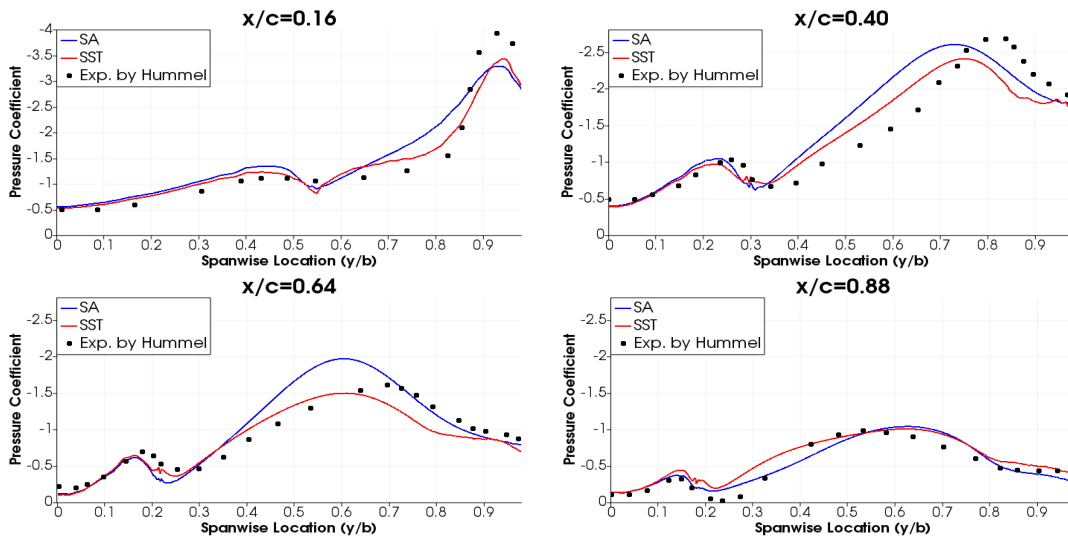 x/c=0.16
SA
SST
Exp. by Hummel
Pressure Coefficient
-4
-3.5
-3
-2.5
-2
-1.5
-1
-0.5
0
0 0.1 0.2 0.3 0.4 0.5 0.6 0.7 0.8 0.9
Spanwise Location (y/b)
x/c=0.40
SA
SST
Exp. by Hummel
Pressure Coefficient
-2.5
-2
-1.5
-1
-0.5
0
0 0.1 0.2 0.3 0.4 0.5 0.6 0.7 0.8 0.9
Spanwise Location (y/b)
x/c=0.64
SA
SST
Exp. by Hummel
Pressure Coefficient
-2.5
-2
-1.5
-1
-0.5
0
0 0.1 0.2 0.3 0.4 0.5 0.6 0.7 0.8 0.9
Spanwise Location (y/b)
x/c=0.88
SA
SST
Exp. by Hummel
Pressure Coefficient
-2.5
-2
-1.5
-1
-0.5
0
0 0.1 0.2 0.3 0.4 0.5 0.6 0.7 0.8 0.9
Spanwise Location (y/b)